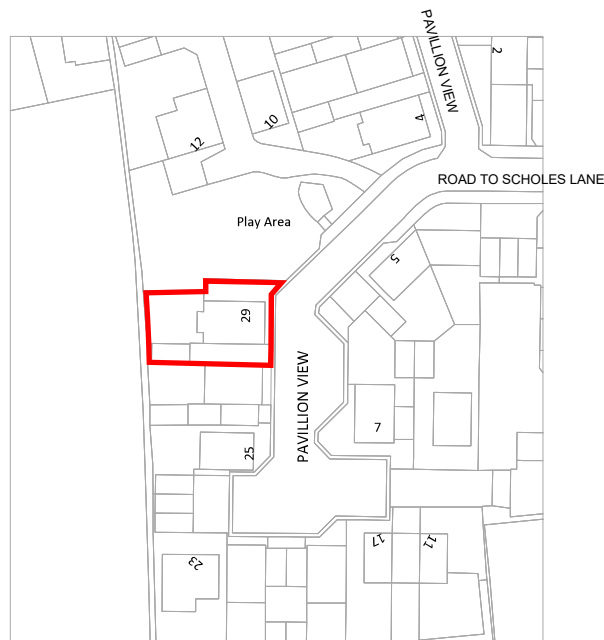 PAVILLION VIEW
2
4
10
12
ROAD TO SCHOLES LANE
Play Area
5
29
PAVILLION VIEW
7
25
17
11
23